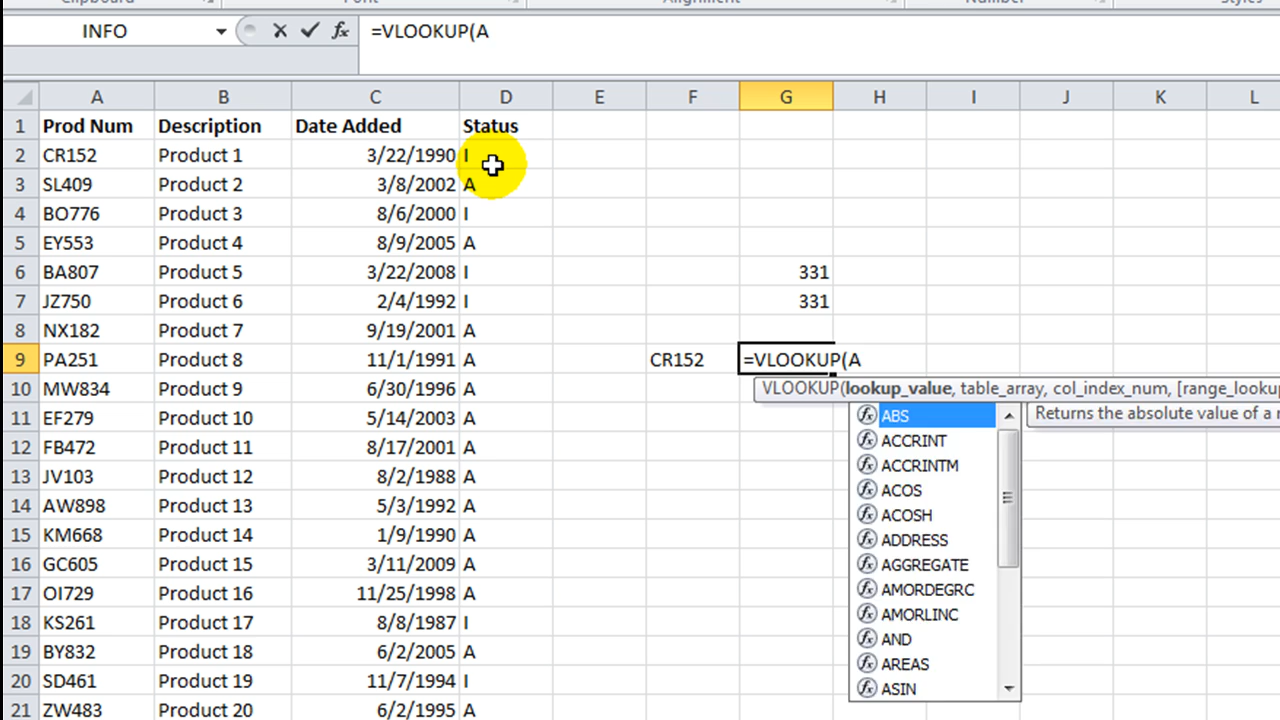 INFO =VLOOKUP(A
A B C D E F G H I J K L
1 Prod Num Description Date Added Status
2 CR152 Product 1 3/22/1990 I
3 SL409 Product 2 3/8/2002 A
4 BO776 Product 3 8/6/2000 I
5 EY553 Product 4 8/9/2005 A
6 BA807 Product 5 3/22/2008 I 331
7 JZ750 Product 6 2/4/1992 I 331
8 NX182 Product 7 9/19/2001 A
9 PA251 Product 8 11/1/1991 A CR152 =VLOOKUP(A
10 MW834 Product 9 6/30/1996 A VLOOKUP(lookup_value, table_array, col_index_num, [range_looku
11 EF279 Product 10 5/14/2003 A ABS Returns the absolute value of a
12 FB472 Product 11 8/17/2001 A ACCRINT
13 JV103 Product 12 8/2/1988 A ACCRINTM
ACOS
14 AW898 Product 13 5/3/1992 A ACOSH
15 KM668 Product 14 1/9/1990 A ADDRESS
16 GC605 Product 15 3/11/2009 A AGGREGATE
17 OI729 Product 16 11/25/1998 A AMORDEGRC
18 KS261 Product 17 8/8/1987 I AMORLINC
19 BY832 Product 18 6/2/2005 A AND
20 SD461 Product 19 11/7/1994 I AREAS
21 ZW483 Product 20 6/2/1995 A ASIN